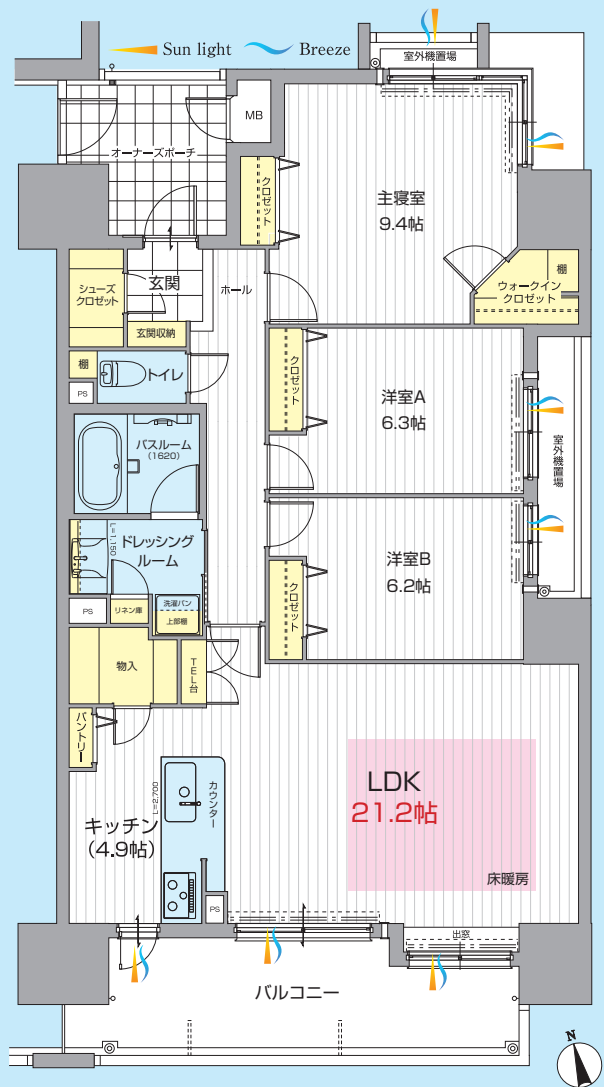 Sun light Breeze
室外機置場
MB
オーナーズポーチ
クロゼット
主寝室
9.4帖
棚
ウォークイン
クロゼット
シューズ
クロゼット
玄関
ホール
玄関収納
棚
トイレ
PS
クロゼット
洋室A
6.3帖
室外機置場
バスルーム
(1620)
L=1,150
ドレッシング
ルーム
洋室B
6.2帖
クロゼット
PS
リネン庫
洗濯パン
上部棚
物入
TEL台
パントリー
L=2,700
カウンター
キッチン
(4.9帖)
LDK
21.2帖
床暖房
PS
出窓
バルコニー
N